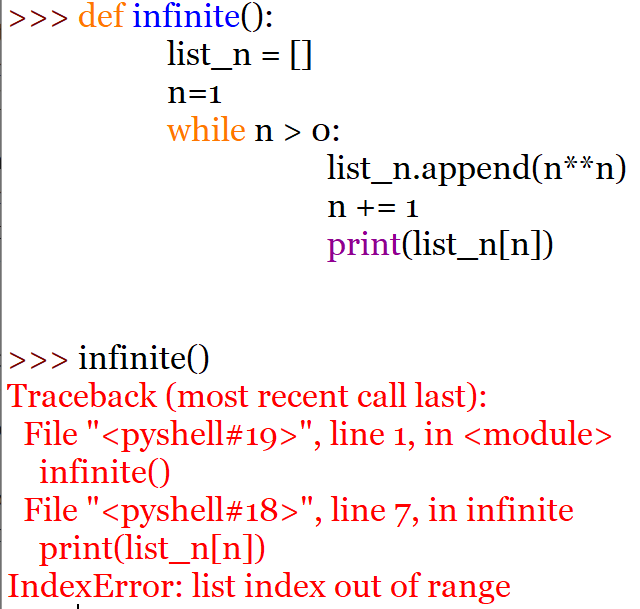 >>> def infinite():
list_n = []
n=1
while n > 0:
list_n.append(n**n)
n += 1
print(list_n[n])
>>> infinite()
Traceback (most recent call last):
File "<pyshell#19>", line 1, in <module>
infinite()
File "<pyshell#18>", line 7, in infinite
print(list_n[n])
IndexError: list index out of range